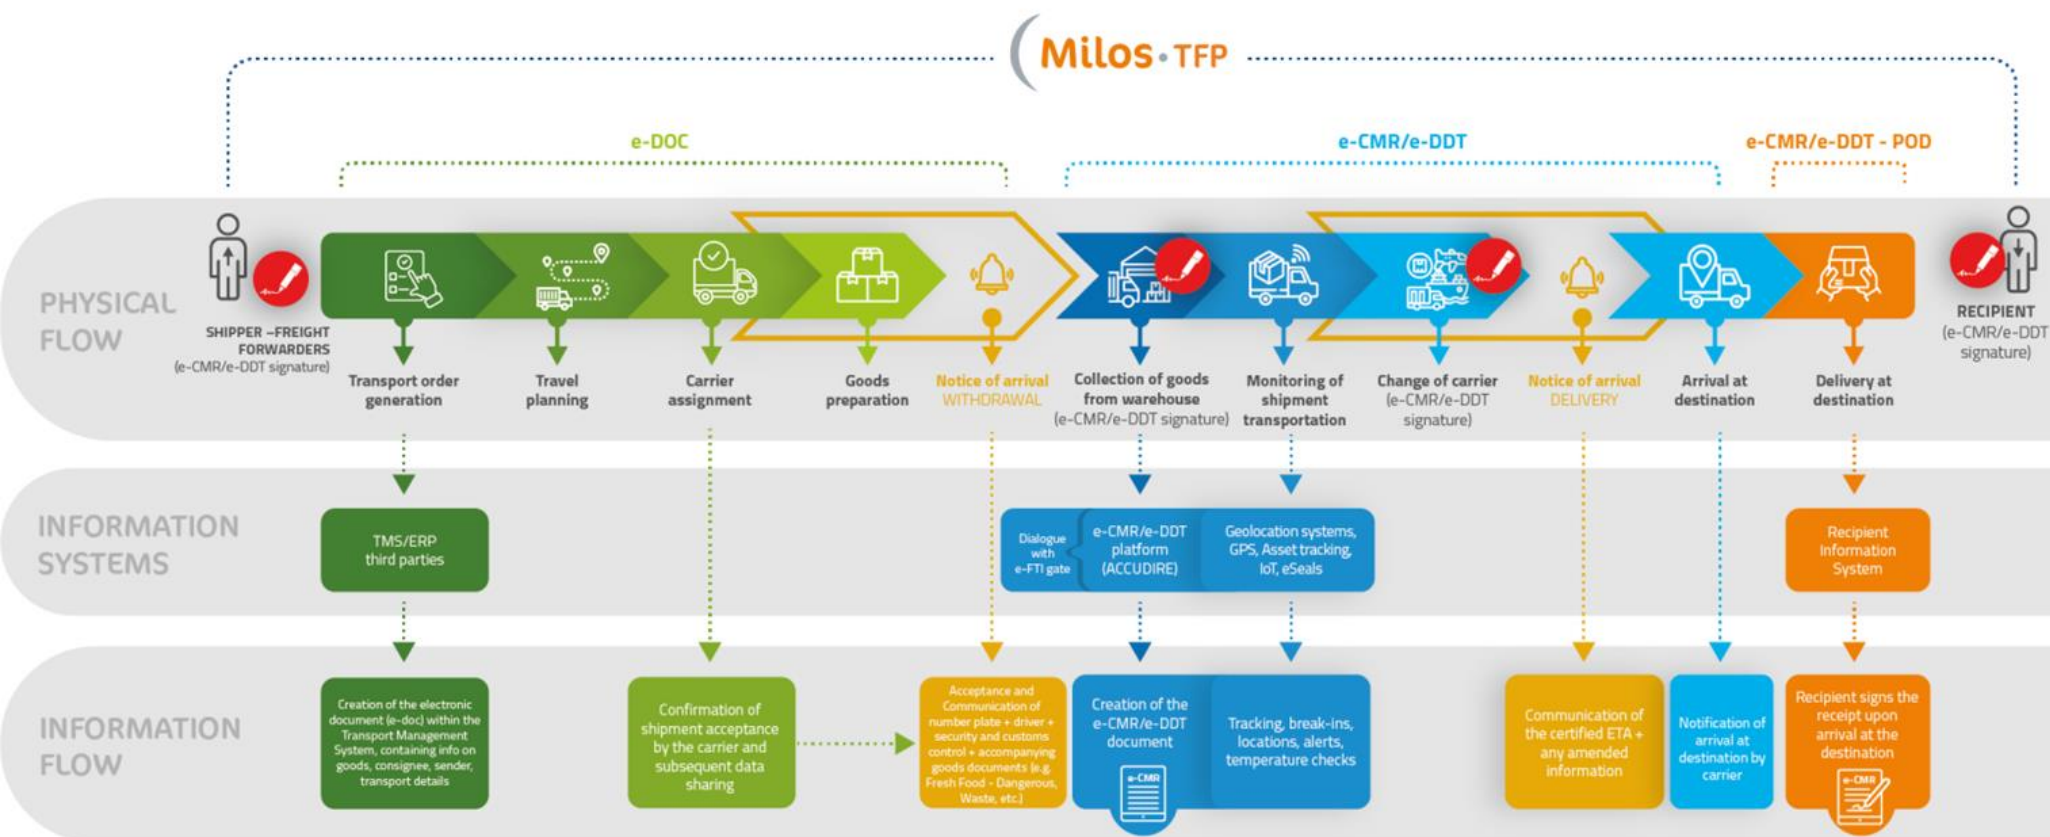 Milos • TFP
e-DOC
e-CMR/e-DDT
e-CMR/e-DDT - POD
PHYSICAL
FLOW
SHIPPER –FREIGHT
FORWARDERS
(e-CMR/e-DDT signature)
Transport order
generation
Travel
planning
Carrier
assignment
Goods
preparation
Notice of arrival
WITHDRAWAL
Collection of goods
from warehouse
(e-CMR/e-DDT signature)
Monitoring of
shipment
transportation
Change of carrier
(e-CMR/e-DDT
signature)
Notice of arrival
DELIVERY
Arrival at
destination
Delivery at
destination
RECIPIENT
(e-CMR/e-DDT
signature)
INFORMATION
SYSTEMS
TMS/ERP
third parties
Dialogue
with
e-FTI gate
e-CMR/e-DDT
platform
(ACCUDIRE)
Geolocation systems,
GPS, Asset tracking,
IoT, eSeals
Recipient
Information
System
INFORMATION
FLOW
Creation of the electronic
document (e-doc) within the
Transport Management
System, containing info on
goods, consignee, sender,
transport details
Confirmation of
shipment acceptance
by the carrier and
subsequent data
sharing
Acceptance and
Communication of
number plate + driver +
security and customs
control + accompanying
goods documents (e.g.
Fresh Food - Dangerous,
Waste, etc.)
Creation of the
e-CMR/e-DDT
document
e-CMR
Tracking, break-ins,
locations, alerts,
temperature checks
Communication of
the certified ETA +
any amended
information
Notification of
arrival at
destination by
carrier
Recipient signs the
receipt upon
arrival at the
destination
e-CMR